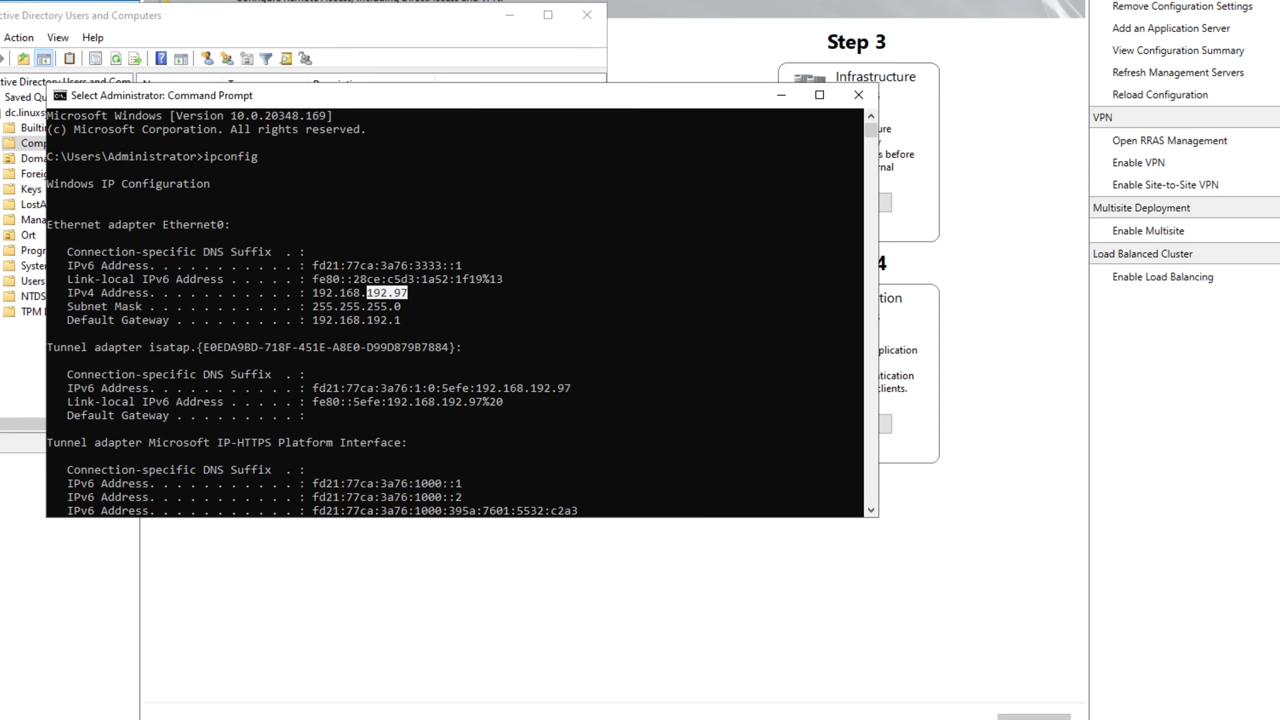 ctive Directory Users and Computers
Action View Help
ctive Directory Users and Com
Saved Qu
dc.linuxs
Builtin
Comp
Doma
Foreig
Keys
LostA
Mana
Ort
Progr
Syste
Users
NTDS
TPM
Select Administrator: Command Prompt
Microsoft Windows [Version 10.0.20348.169]
(c) Microsoft Corporation. All rights reserved.
C:\Users\Administrator>ipconfig
Windows IP Configuration
Ethernet adapter Ethernet0:
Connection-specific DNS Suffix . :
IPv6 Address. . . . . . . . . . . : fd21:77ca:3a76:3333::1
Link-local IPv6 Address . . . . . : fe80::28ce:c5d3:1a52:1f19%13
IPv4 Address. . . . . . . . . . . : 192.168.192.97
Subnet Mask . . . . . . . . . . . : 255.255.255.0
Default Gateway . . . . . . . . . : 192.168.192.1
Tunnel adapter isatap.{E0EDA9BD-718F-451E-A8E0-D99D879B7884}:
Connection-specific DNS Suffix . :
IPv6 Address. . . . . . . . . . . : fd21:77ca:3a76:1:0:5efe:192.168.192.97
Link-local IPv6 Address . . . . . : fe80::5efe:192.168.192.97%20
Default Gateway . . . . . . . . . :
Tunnel adapter Microsoft IP-HTTPS Platform Interface:
Connection-specific DNS Suffix . :
IPv6 Address. . . . . . . . . . . : fd21:77ca:3a76:1000::1
IPv6 Address. . . . . . . . . . . : fd21:77ca:3a76:1000::2
IPv6 Address. . . . . . . . . . . : fd21:77ca:3a76:1000:395a:7601:5532:c2a3
Step 3
Infrastructure
s
ure
y
s before
nal
4
ation
s
pplication
ntication
clients.
Remove Configuration Settings
Add an Application Server
View Configuration Summary
Refresh Management Servers
Reload Configuration
VPN
Open RRAS Management
Enable VPN
Enable Site-to-Site VPN
Multisite Deployment
Enable Multisite
Load Balanced Cluster
Enable Load Balancing